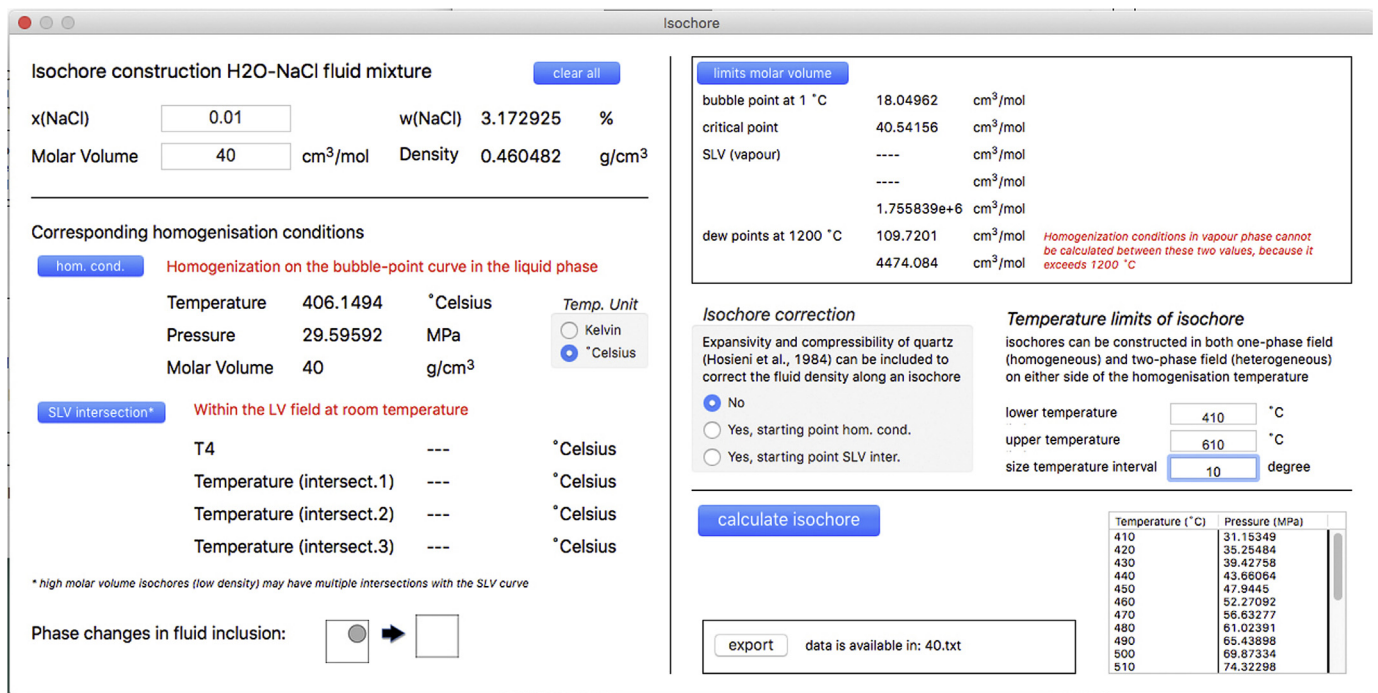 Isochore
Isochore construction H2O-NaCl fluid mixture
clear all
x(NaCl) 0.01 w(NaCl) 3.172925 %
Molar Volume 40 cm3/mol Density 0.460482 g/cm3
Corresponding homogenisation conditions
hom. cond. Homogenization on the bubble-point curve in the liquid phase
Temperature 406.1494 ˚Celsius
Pressure 29.59592 MPa
Molar Volume 40 g/cm3
Temp. Unit
Kelvin
˚Celsius
SLV intersection* Within the LV field at room temperature
T4 --- ˚Celsius
Temperature (intersect.1) --- ˚Celsius
Temperature (intersect.2) --- ˚Celsius
Temperature (intersect.3) --- ˚Celsius
* high molar volume isochores (low density) may have multiple intersections with the SLV curve
Phase changes in fluid inclusion:
limits molar volume
bubble point at 1 ˚C 18.04962 cm3/mol
critical point 40.54156 cm3/mol
SLV (vapour) ---- cm3/mol
---- cm3/mol
1.755839e+6 cm3/mol
dew points at 1200 ˚C 109.7201 cm3/mol
4474.084 cm3/mol
Homogenization conditions in vapour phase cannot
be calculated between these two values, because it
exceeds 1200 ˚C
Isochore correction
Expansivity and compressibility of quartz
(Hosieni et al., 1984) can be included to
correct the fluid density along an isochore
No
Yes, starting point hom. cond.
Yes, starting point SLV inter.
Temperature limits of isochore
isochores can be constructed in both one-phase field
(homogeneous) and two-phase field (heterogeneous)
on either side of the homogenisation temperature
lower temperature 410 ˚C
upper temperature 610 ˚C
size temperature interval 10 degree
calculate isochore
export data is available in: 40.txt
Temperature (˚C) Pressure (MPa)
410 31.15349
420 35.25484
430 39.42758
440 43.66064
450 47.9445
460 52.27092
470 56.63277
480 61.02391
490 65.43898
500 69.87334
510 74.32298